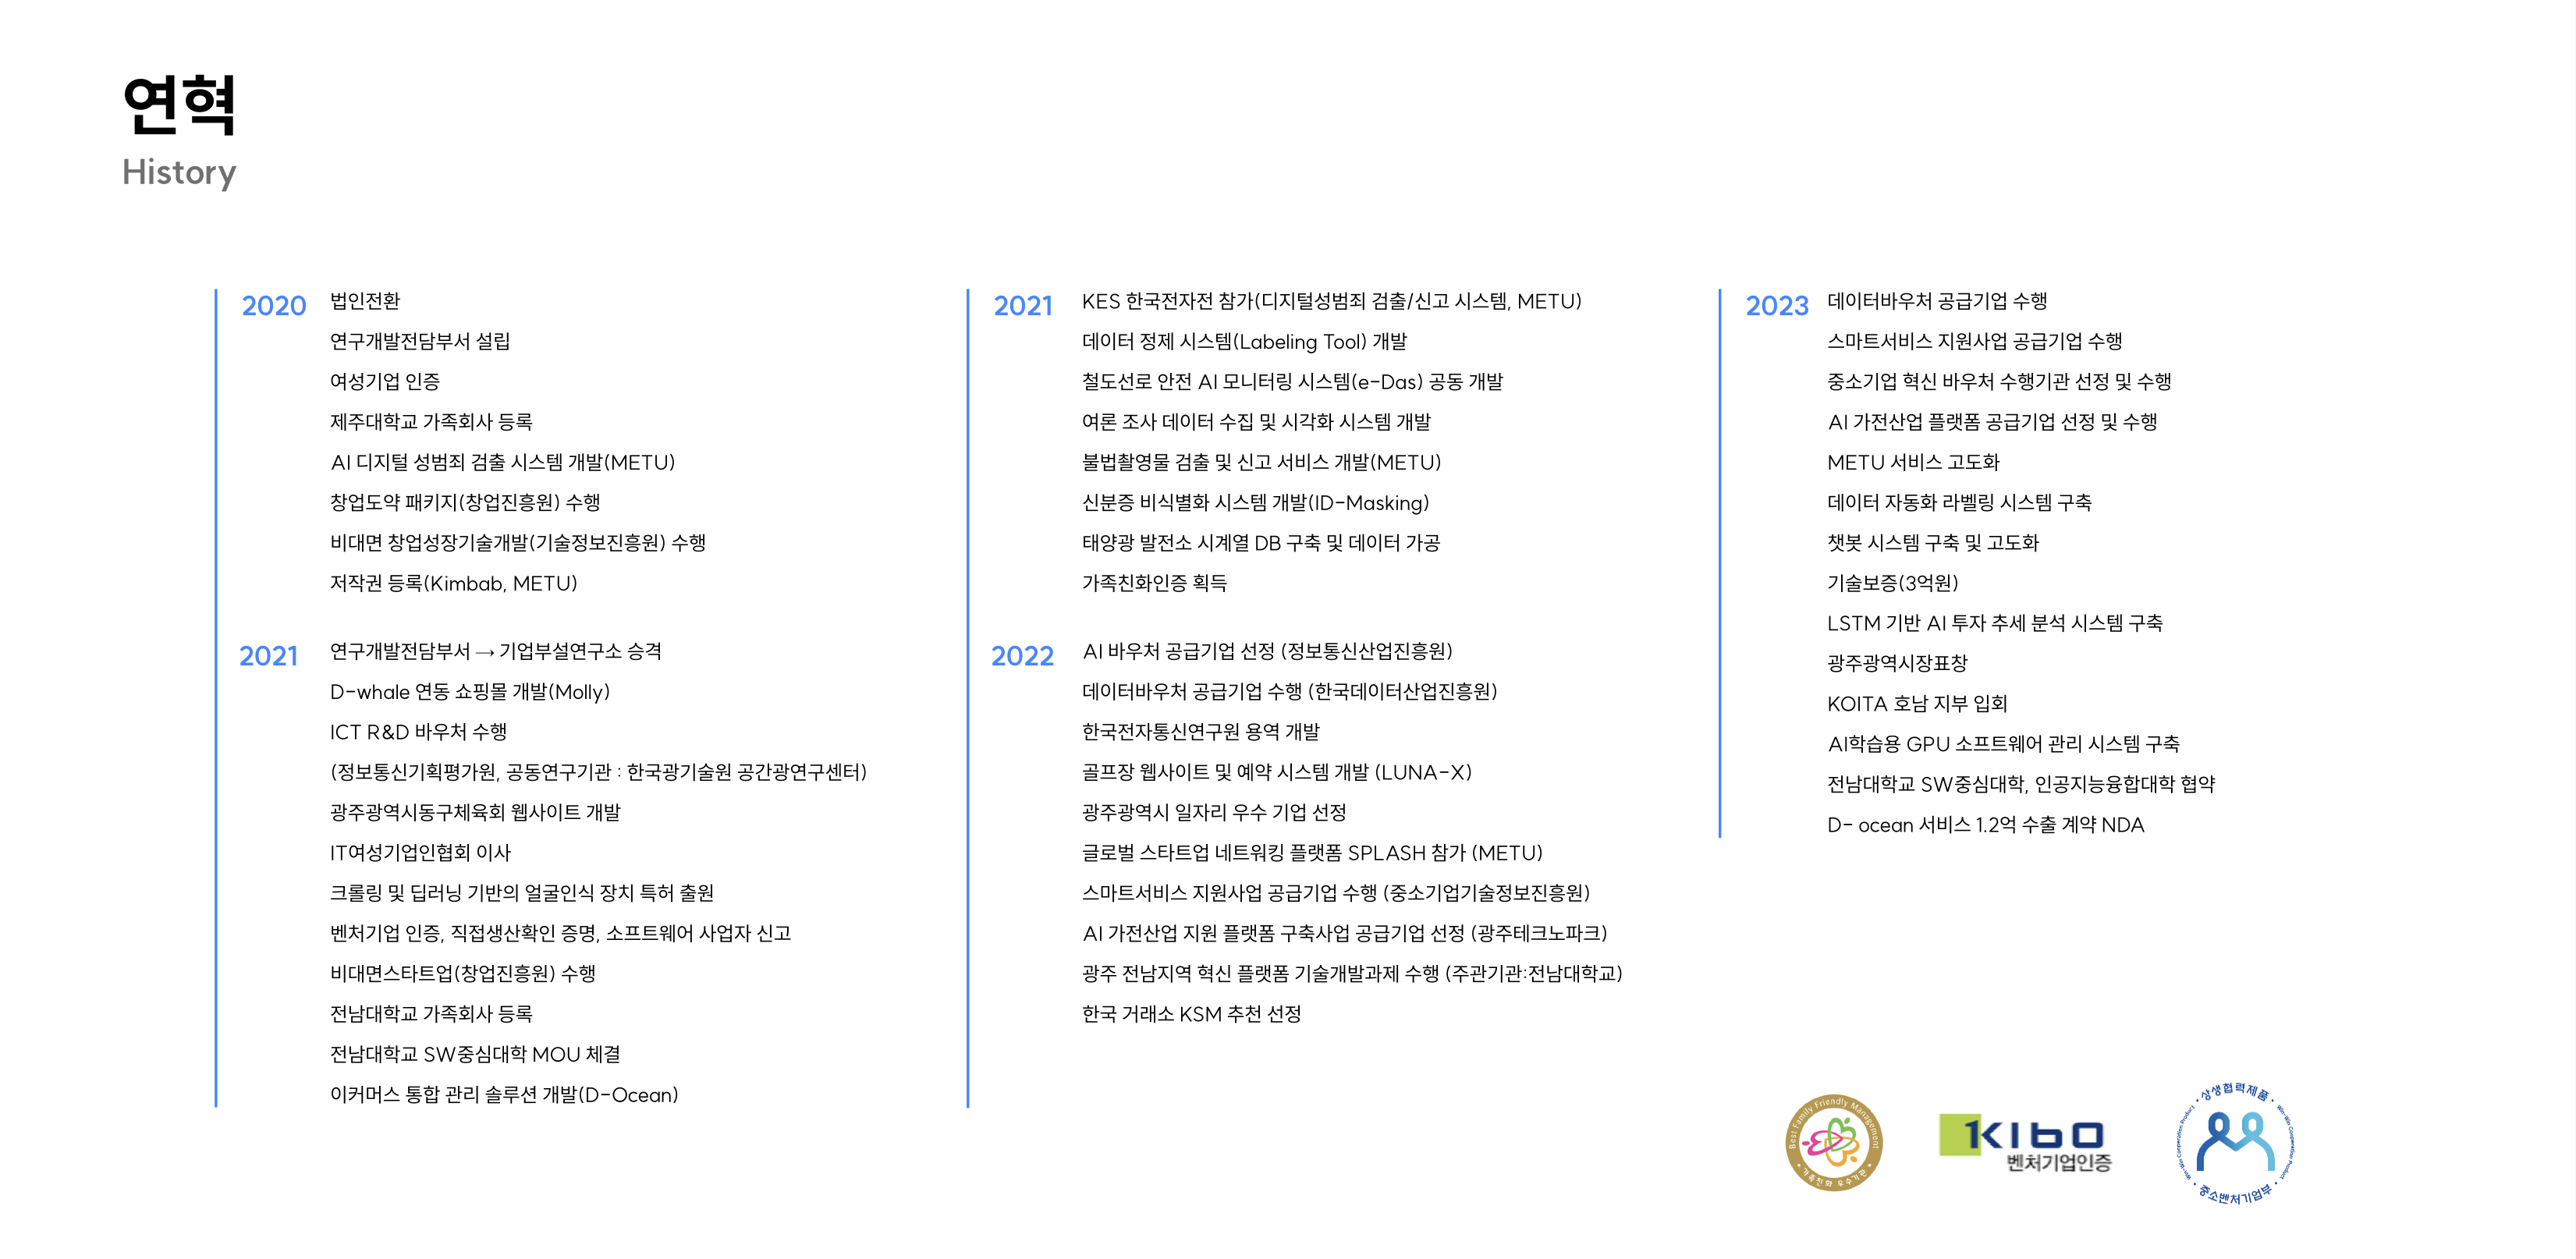 연혁
History
2020
법인전환
연구개발전담부서 설립
여성기업 인증
제주대학교 가족회사 등록
AI 디지털 성범죄 검출 시스템 개발(METU)
창업도약 패키지(창업진흥원) 수행
비대면 창업성장기술개발(기술정보진흥원) 수행
저작권 등록(Kimbab, METU)
2021
연구개발전담부서 → 기업부설연구소 승격
D-whale 연동 쇼핑몰 개발(Molly)
ICT R&D 바우처 수행
(정보통신기획평가원, 공동연구기관 : 한국광기술원 공간광연구센터)
광주광역시동구체육회 웹사이트 개발
IT여성기업인협회 이사
크롤링 및 딥러닝 기반의 얼굴인식 장치 특허 출원
벤처기업 인증, 직접생산확인 증명, 소프트웨어 사업자 신고
비대면스타트업(창업진흥원) 수행
전남대학교 가족회사 등록
전남대학교 SW중심대학 MOU 체결
이커머스 통합 관리 솔루션 개발(D-Ocean)
2021
KES 한국전자전 참가(디지털성범죄 검출/신고 시스템, METU)
데이터 정제 시스템(Labeling Tool) 개발
철도선로 안전 AI 모니터링 시스템(e-Das) 공동 개발
여론 조사 데이터 수집 및 시각화 시스템 개발
불법촬영물 검출 및 신고 서비스 개발(METU)
신분증 비식별화 시스템 개발(ID-Masking)
태양광 발전소 시계열 DB 구축 및 데이터 가공
가족친화인증 획득
2022
AI 바우처 공급기업 선정 (정보통신산업진흥원)
데이터바우처 공급기업 수행 (한국데이터산업진흥원)
한국전자통신연구원 용역 개발
골프장 웹사이트 및 예약 시스템 개발 (LUNA-X)
광주광역시 일자리 우수 기업 선정
글로벌 스타트업 네트워킹 플랫폼 SPLASH 참가 (METU)
스마트서비스 지원사업 공급기업 수행 (중소기업기술정보진흥원)
AI 가전산업 지원 플랫폼 구축사업 공급기업 선정 (광주테크노파크)
광주 전남지역 혁신 플랫폼 기술개발과제 수행 (주관기관:전남대학교)
한국 거래소 KSM 추천 선정
2023
데이터바우처 공급기업 수행
스마트서비스 지원사업 공급기업 수행
중소기업 혁신 바우처 수행기관 선정 및 수행
AI 가전산업 플랫폼 공급기업 선정 및 수행
METU 서비스 고도화
데이터 자동화 라벨링 시스템 구축
챗봇 시스템 구축 및 고도화
기술보증(3억원)
LSTM 기반 AI 투자 추세 분석 시스템 구축
광주광역시장표창
KOITA 호남 지부 입회
AI학습용 GPU 소프트웨어 관리 시스템 구축
전남대학교 SW중심대학, 인공지능융합대학 협약
D- ocean 서비스 1.2억 수출 계약 NDA
Best Family Friendly Management
가족친화 우수기관
KIBO
벤처기업인증
상생협력제품
Win-Win Cooperation Product
Win-Win Cooperation Product
중소벤처기업부